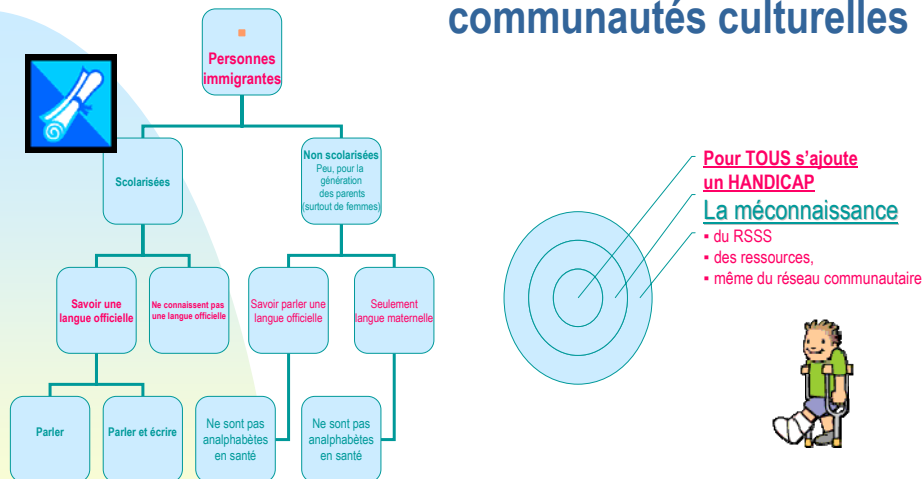 communautés culturelles
▪
Personnes
immigrantes
Scolarisées
Non scolarisées
Peu, pour la
génération
des parents
(surtout de femmes)
Savoir une
langue officielle
Ne connaissent pas
une langue officielle
Savoir parler une
langue officielle
Seulement
langue maternelle
Parler
Parler et écrire
Ne sont pas
analphabètes
en santé
Ne sont pas
analphabètes
en santé
Pour TOUS s’ajoute
un HANDICAP
La méconnaissance
▪ du RSSS
▪ des ressources,
▪ même du réseau communautaire